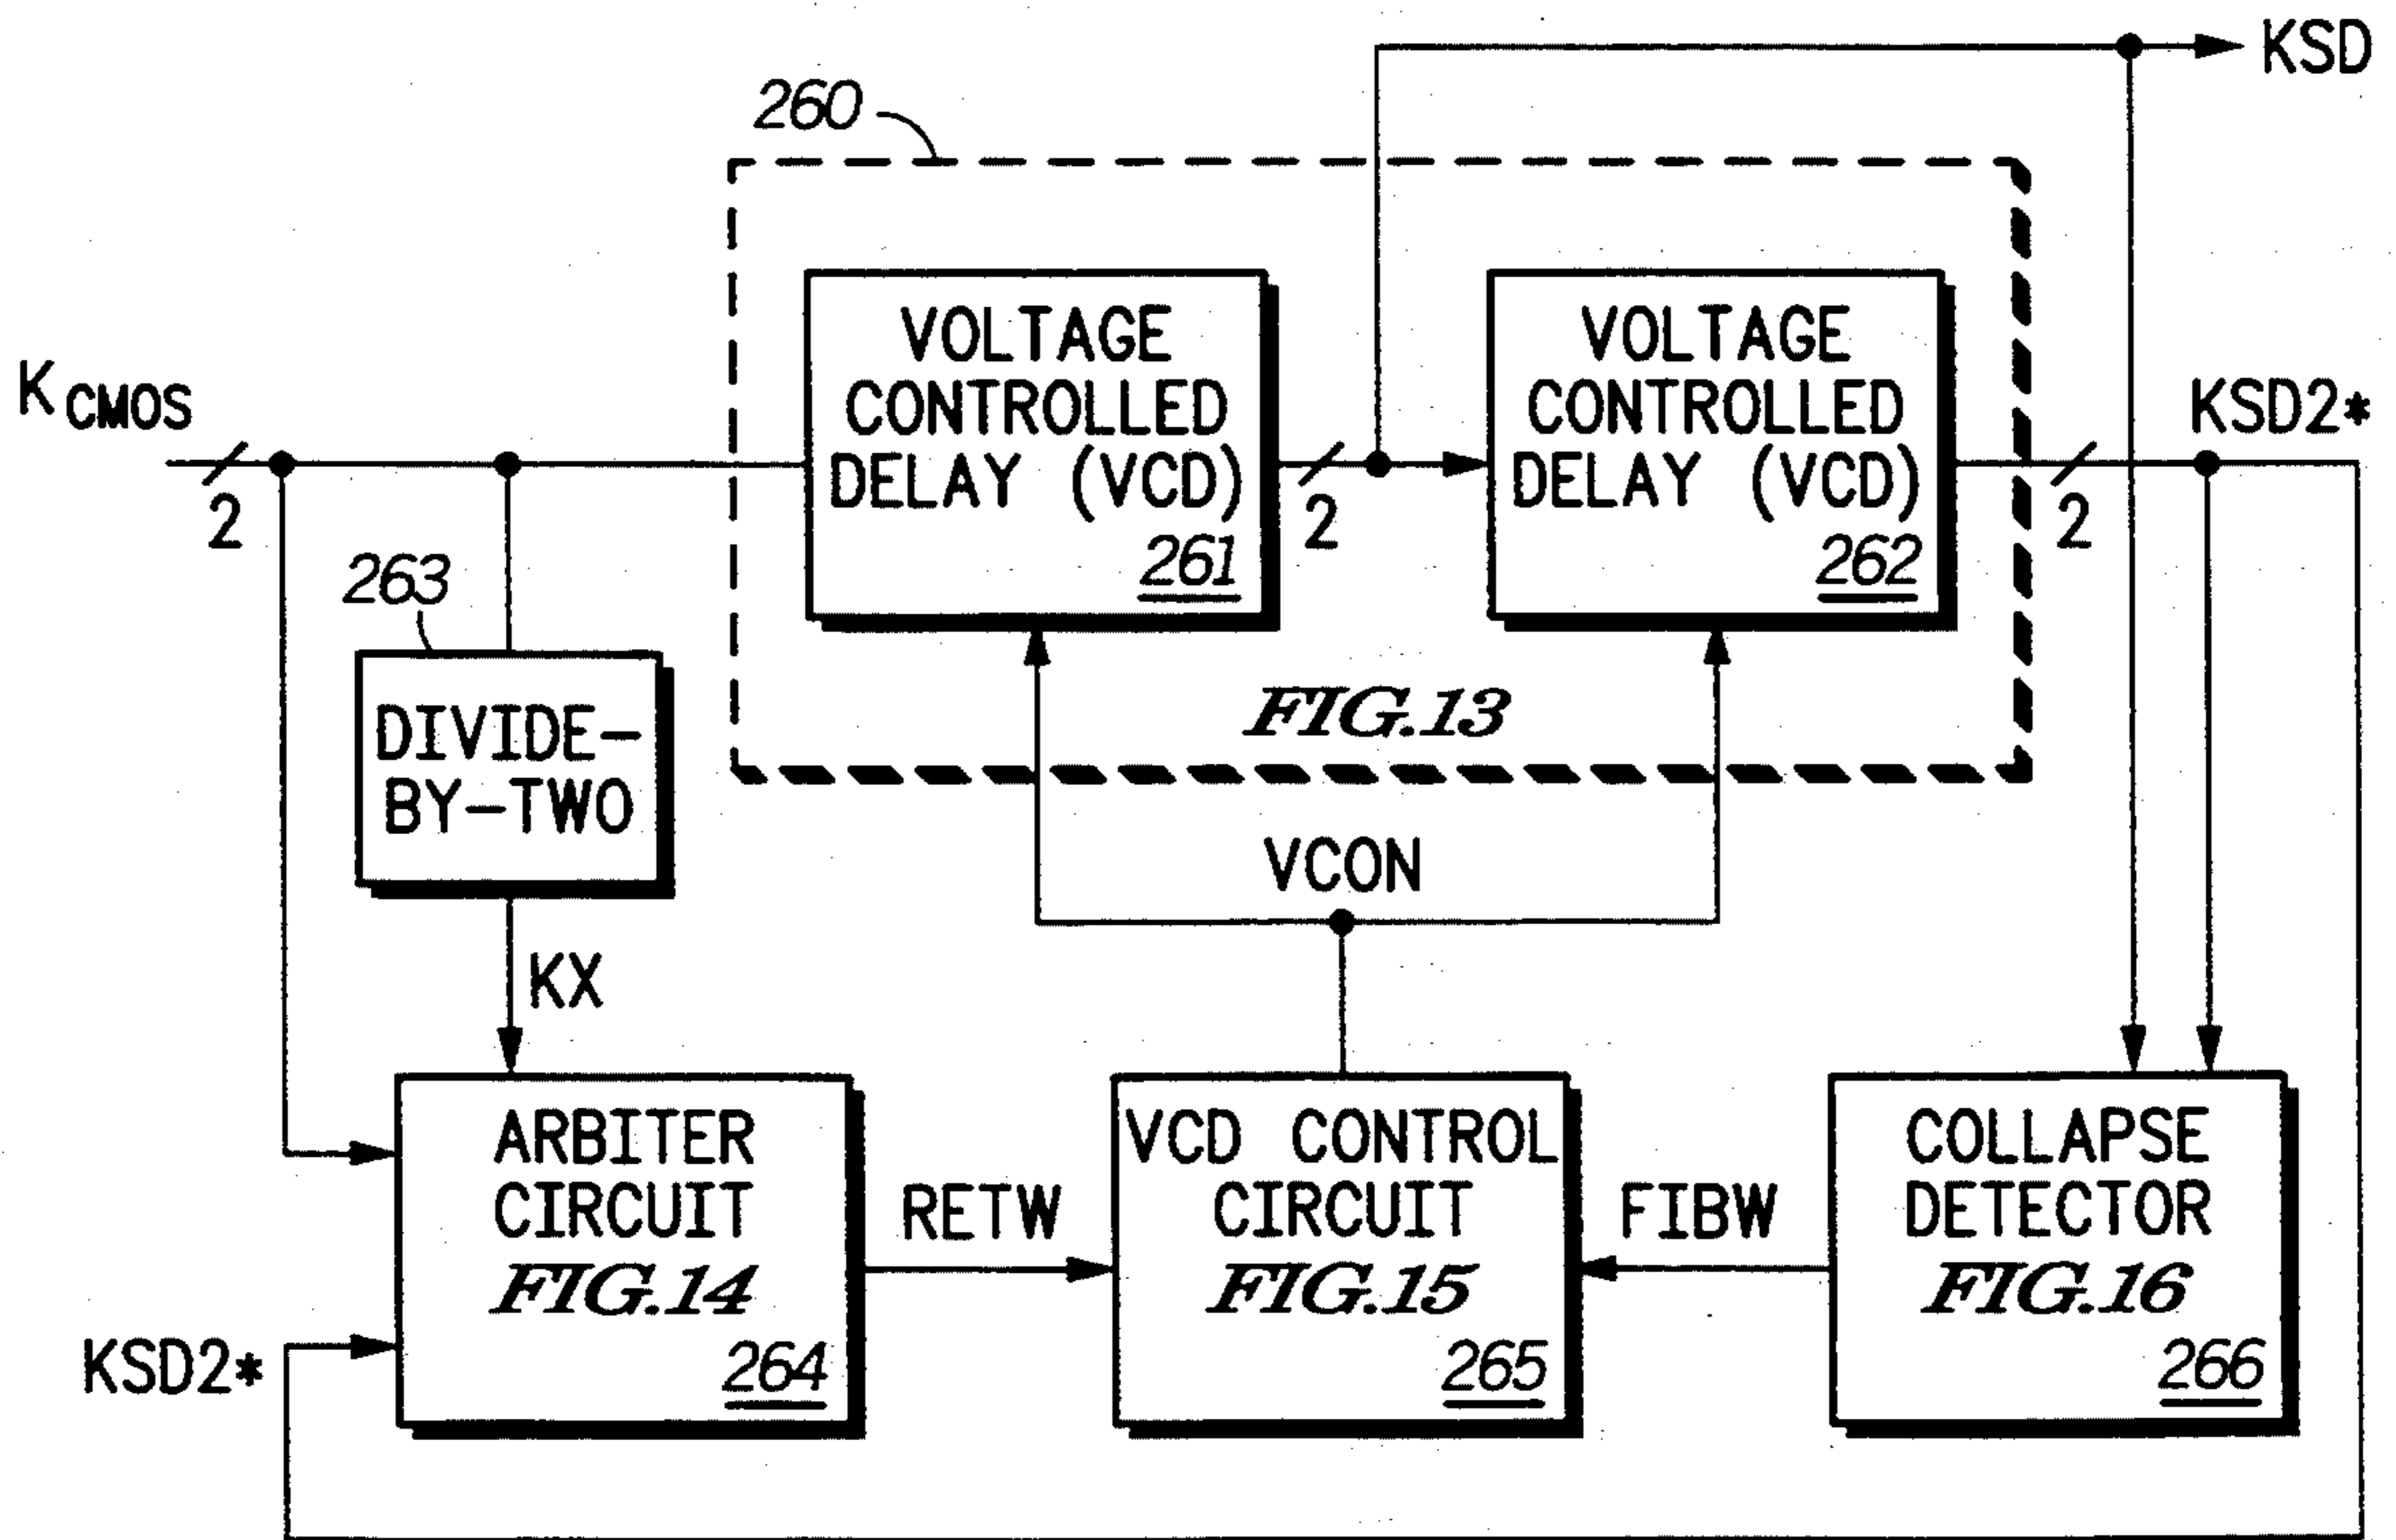 KSD
260
VOLTAGE
CONTROLLED
DELAY (VCD)
261
VOLTAGE
CONTROLLED
DELAY (VCD)
262
K CMOS
2
2
2
KSD2*
263
DIVIDE-
BY-TWO
FIG.13
VCON
KX
ARBITER
CIRCUIT
FIG.14
264
RETW
VCD CONTROL
CIRCUIT
FIG.15
265
FIBW
COLLAPSE
DETECTOR
FIG.16
266
KSD2*